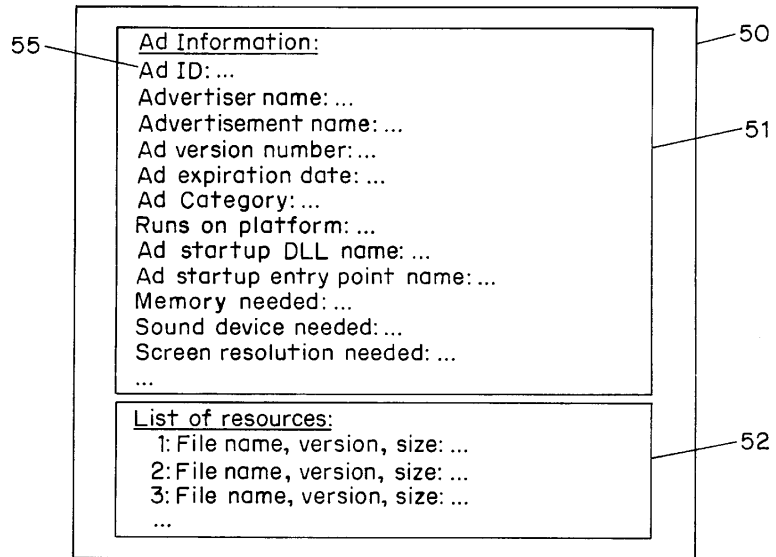 Ad Information:
Ad ID: ...
Advertiser name: ...
Advertisement name: ...
Ad version number: ...
Ad expiration date: ...
Ad Category: ...
Runs on platform: ...
Ad startup DLL name: ...
Ad startup entry point name: ...
Memory needed: ...
Sound device needed: ...
Screen resolution needed: ...
...
List of resources:
1: File name, version, size: ...
2: File name, version, size: ...
3: File name, version, size: ...
...
55
50
51
52